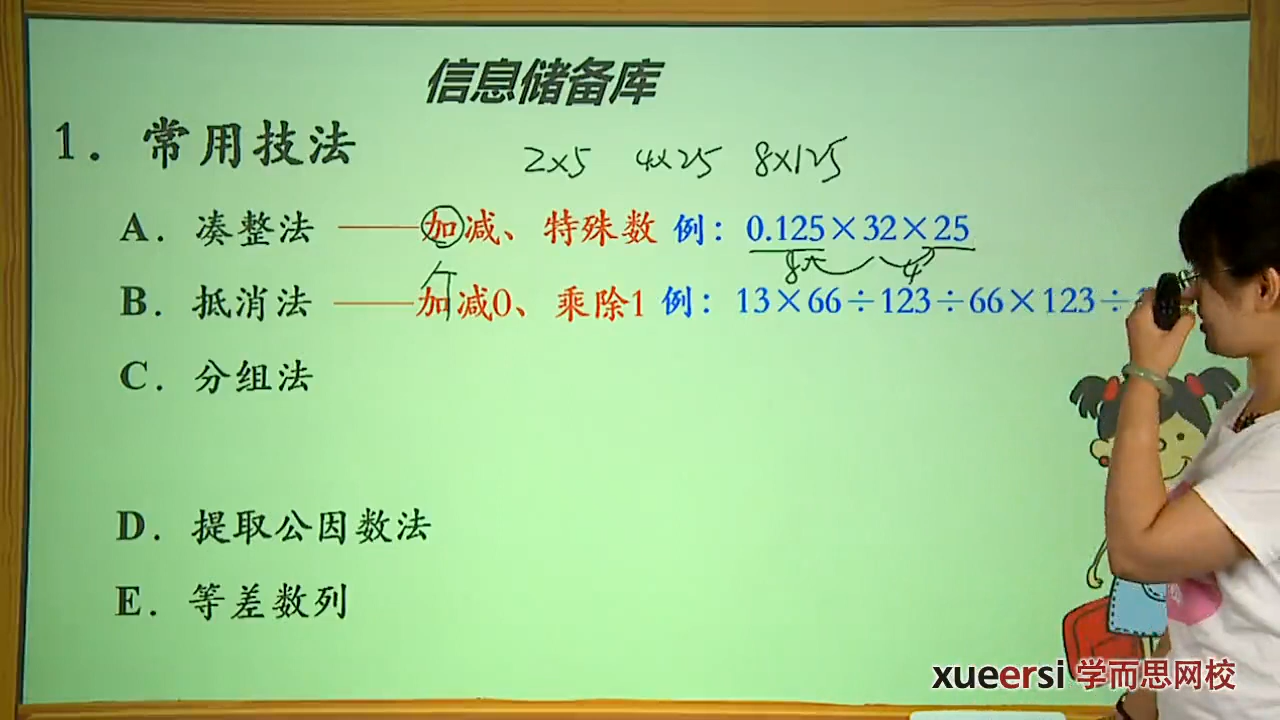 信息储备库
1. 常用技法
2×5 4×25 8×125
A. 凑整法 ——加减、特殊数 例：0.125×32×25
8 4
B. 抵消法 ——加减0、乘除1 例：13×66÷123÷66×123÷
C. 分组法
D. 提取公因数法
E. 等差数列
xueersi 学而思网校